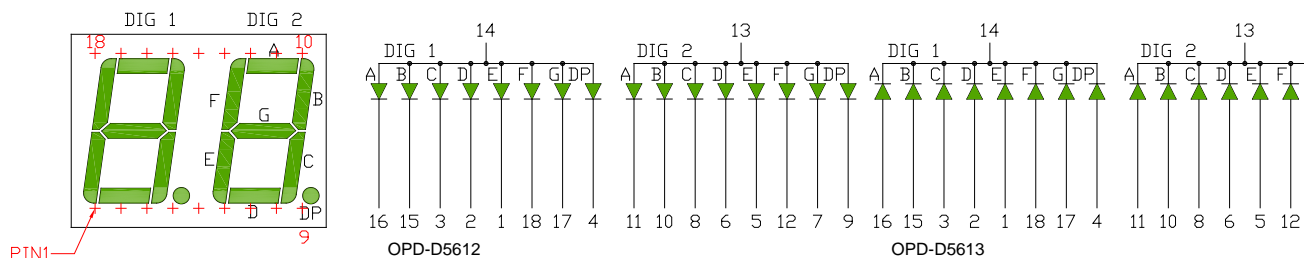 DIG 1 DIG 2
18 10
A
F B
G
E C
D DP
9
PIN1
14
DIG 1
A B C D E F G DP
16 15 3 2 1 18 17 4
OPD-D5612
13
DIG 2
A B C D E F G DP
11 10 8 6 5 12 7 9
14
DIG 1
A B C D E F G DP
16 15 3 2 1 18 17 4
OPD-D5613
13
DIG 2
A B C D E F
11 10 8 6 5 12